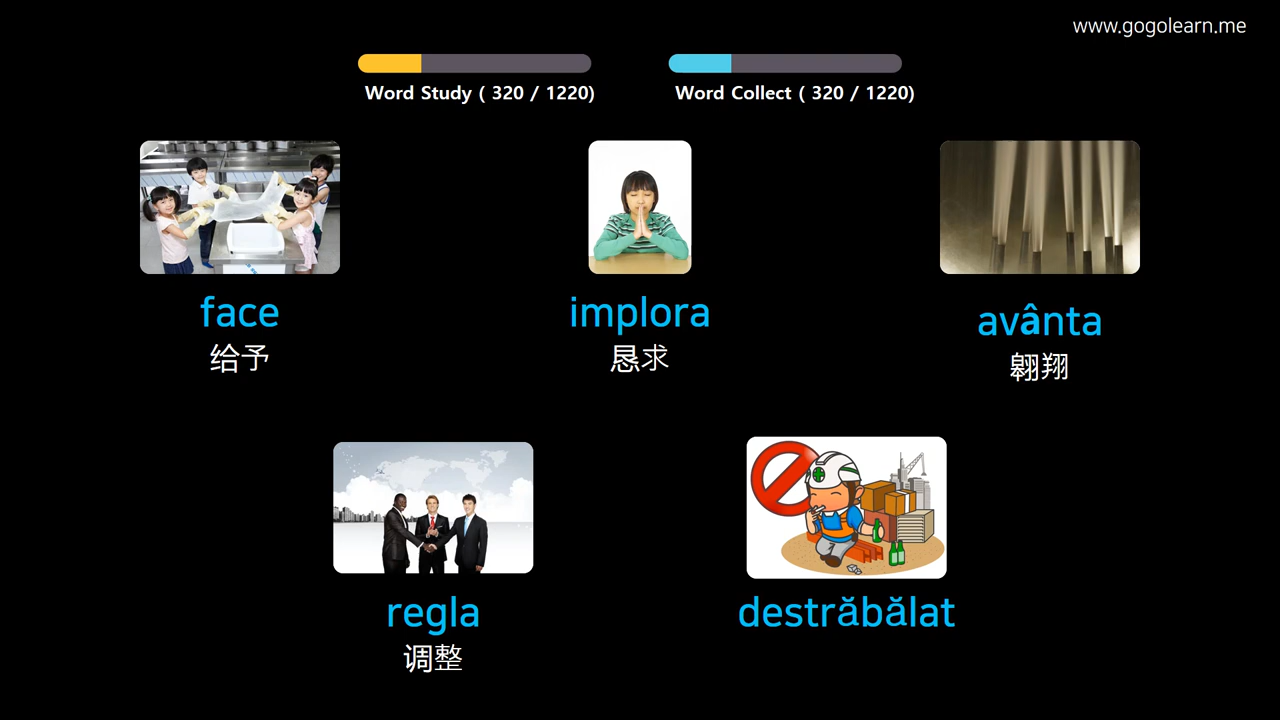 www.gogolearn.me
Word Study ( 320 / 1220)
Word Collect ( 320 / 1220)
face
给予
implora
恳求
avânta
翱翔
regla
调整
destrăbălat